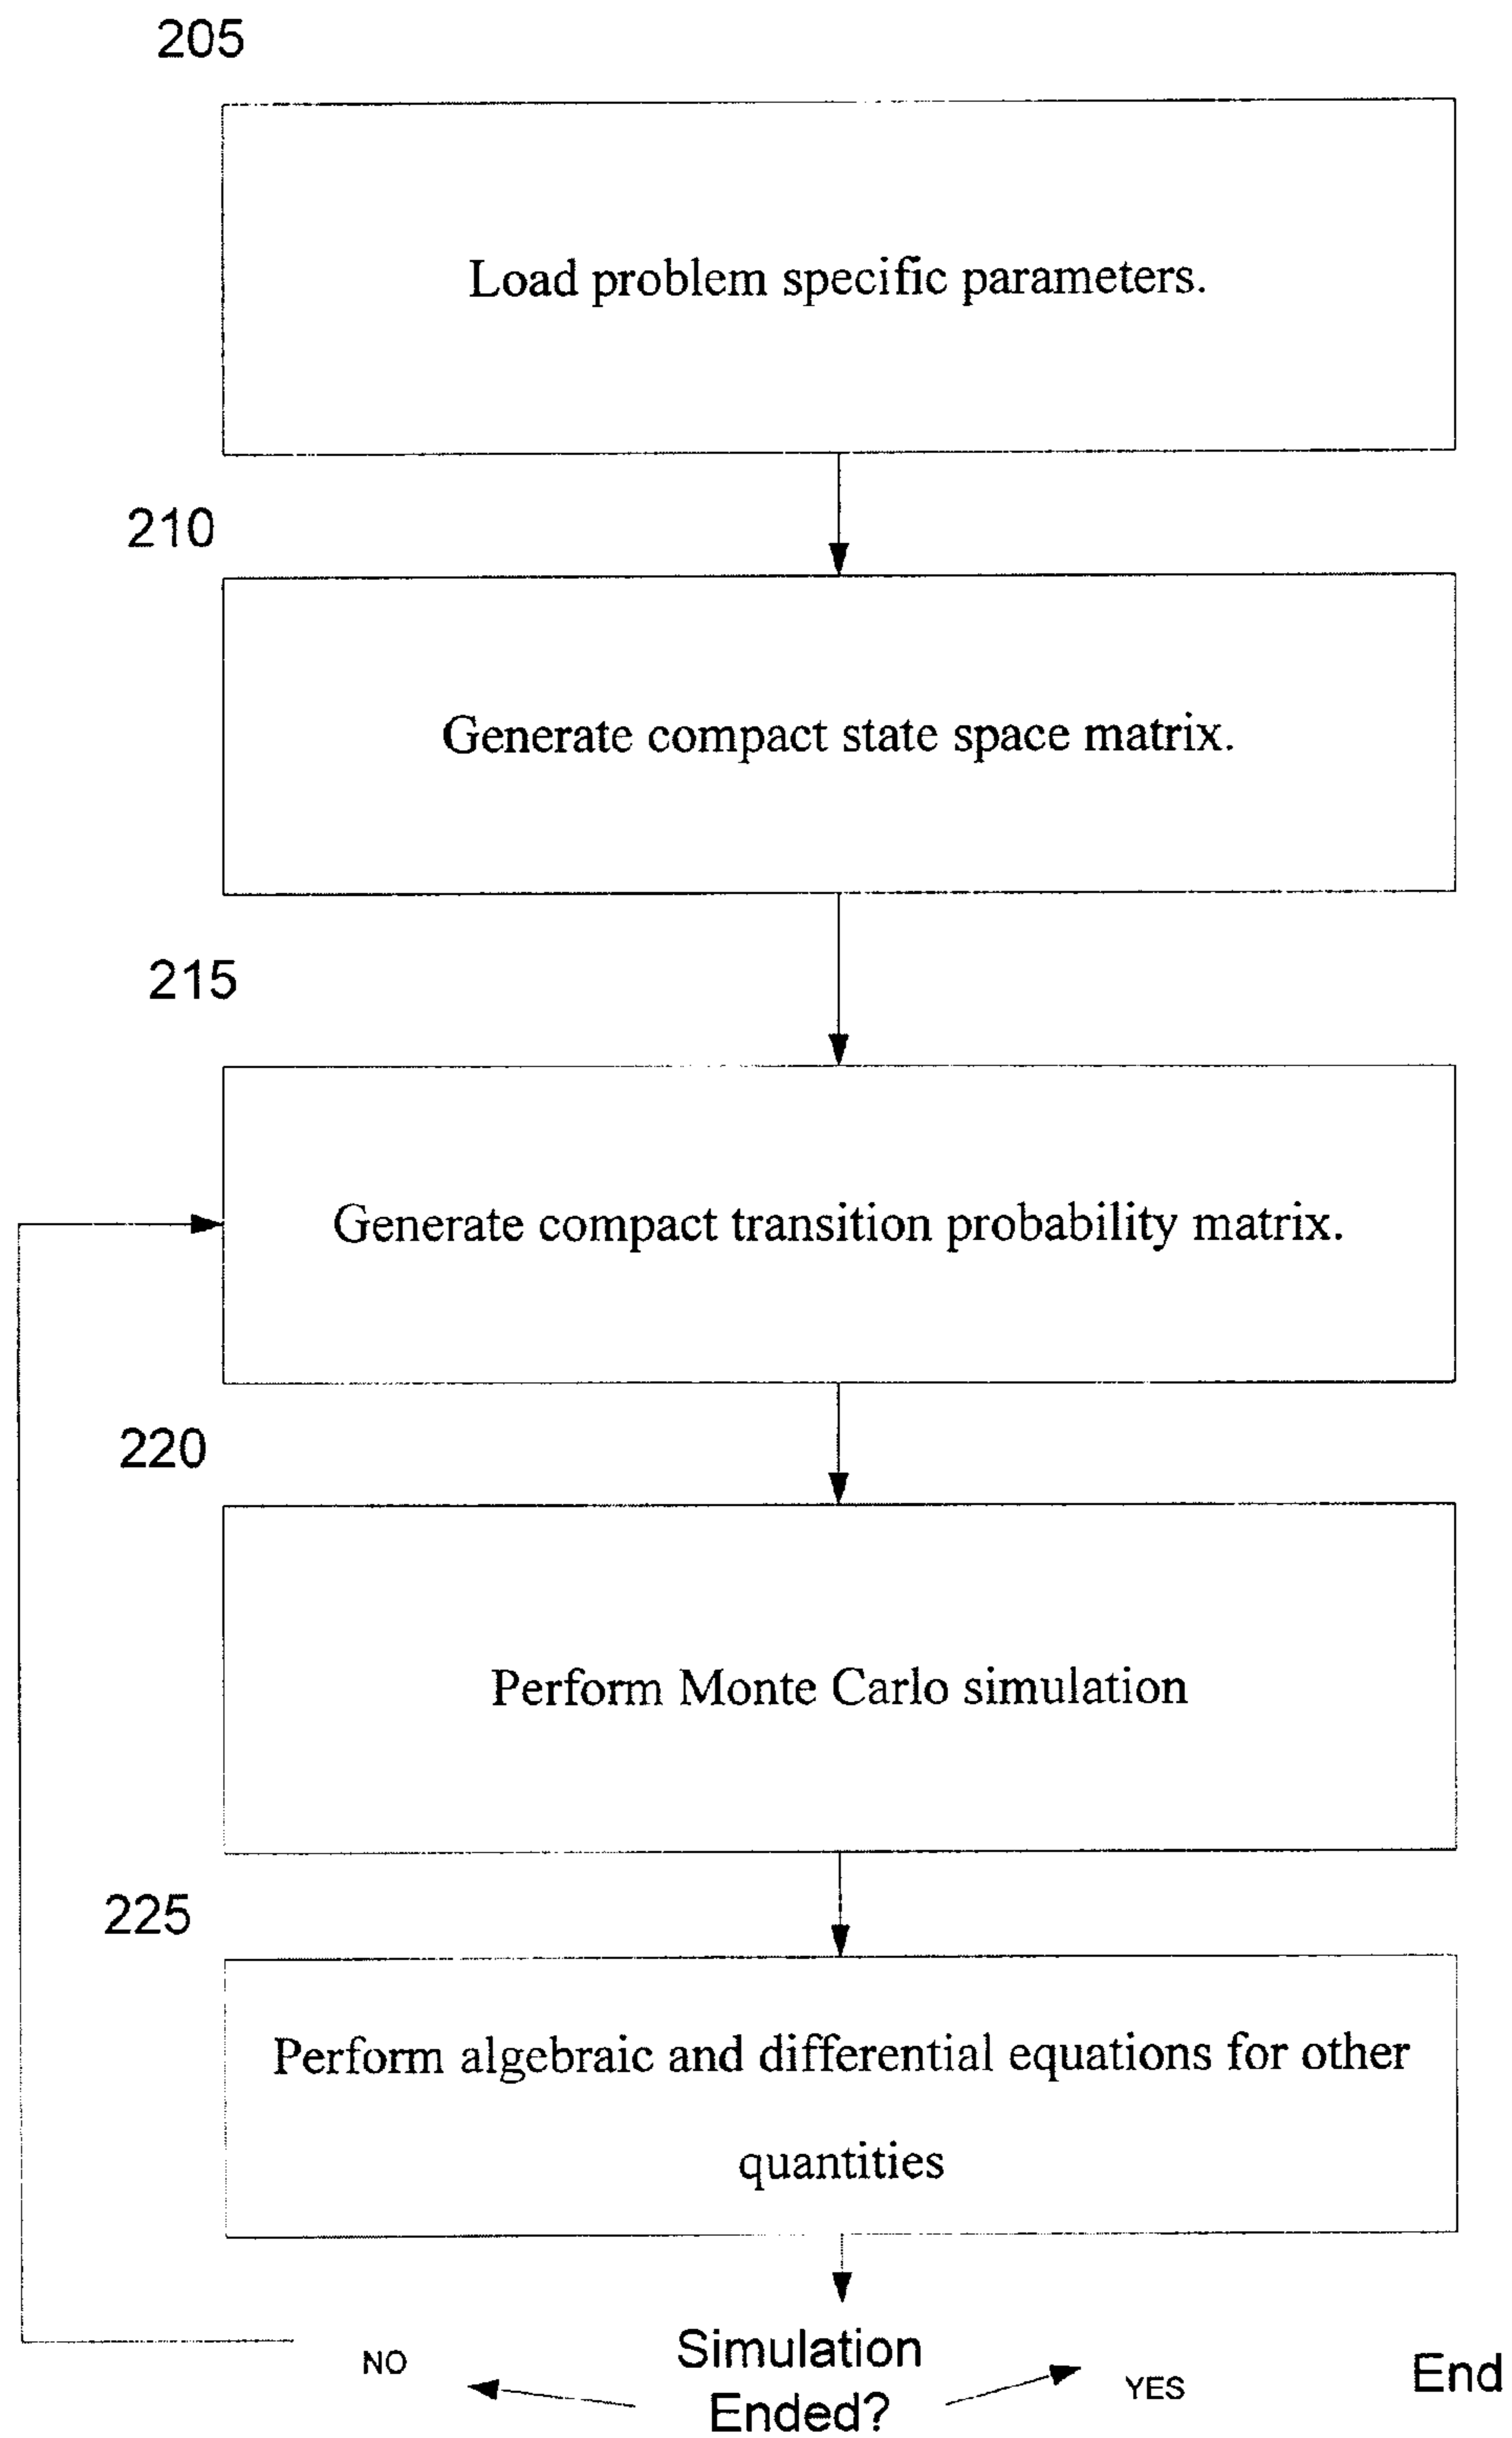 205
Load problem specific parameters.
210
Generate compact state space matrix.
215
Generate compact transition probability matrix.
220
Perform Monte Carlo simulation
225
Perform algebraic and differential equations for other
quantities
Simulation
Ended?
NO
YES
End